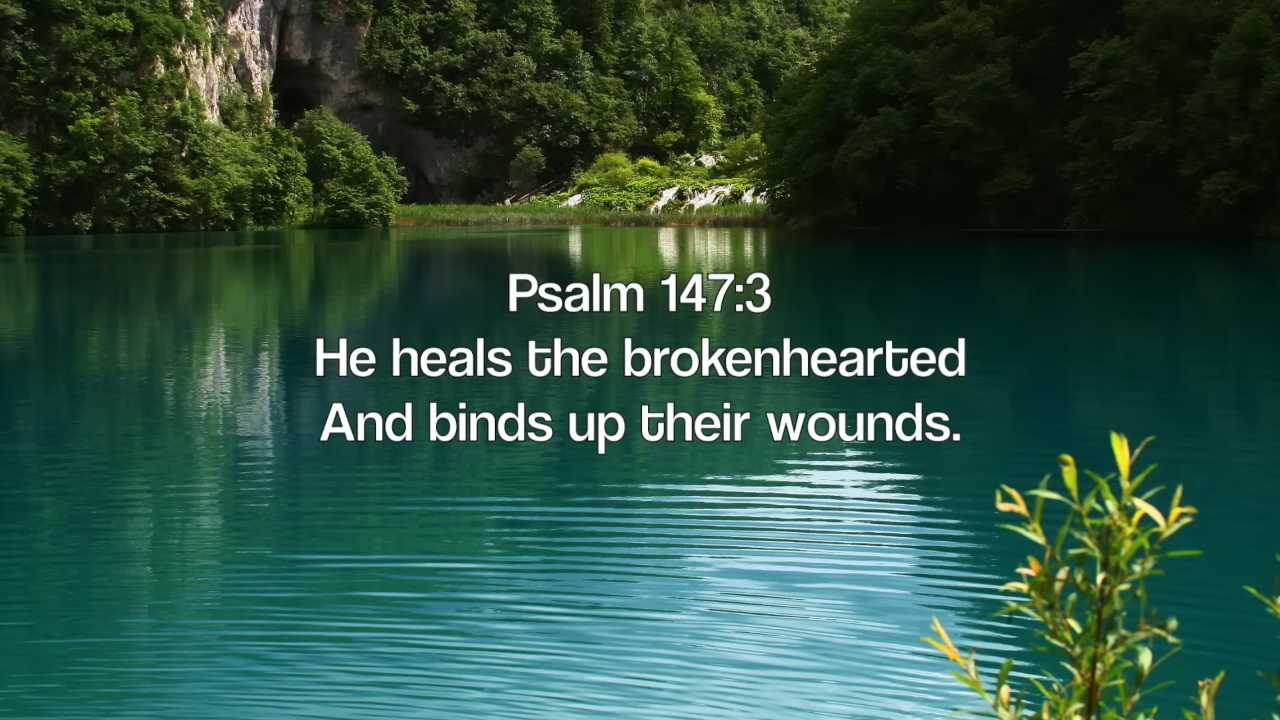 Psalm 147:3
He heals the brokenhearted
And binds up their wounds.